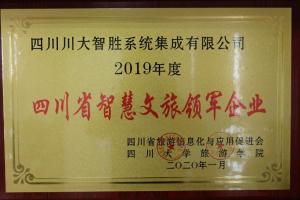 四川川大智胜系统集成有限公司
2019年度
四川省智慧文旅领军企业
四川省旅游信息化与应用促进会
四川大学旅游学院
二〇二〇年一月